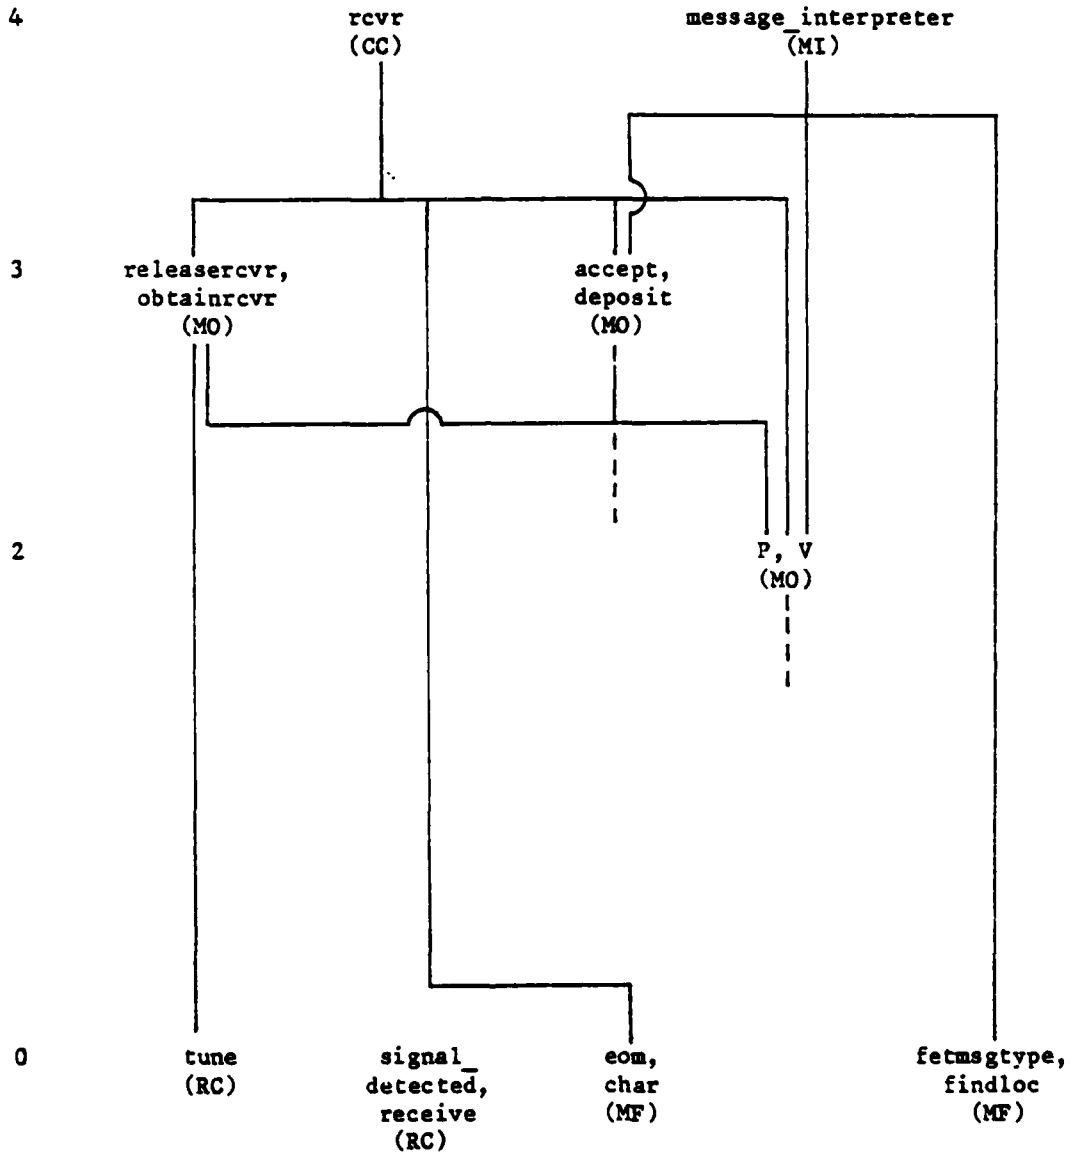 4
rcvr
(CC)
message_interpreter
(MI)
3
releasercvr,
obtainrcvr
(MO)
accept,
deposit
(MO)
2
P, V
(MO)
0
tune
(RC)
signal_
detected,
receive
(RC)
eom,
char
(MF)
fetmsgtype,
findloc
(MF)